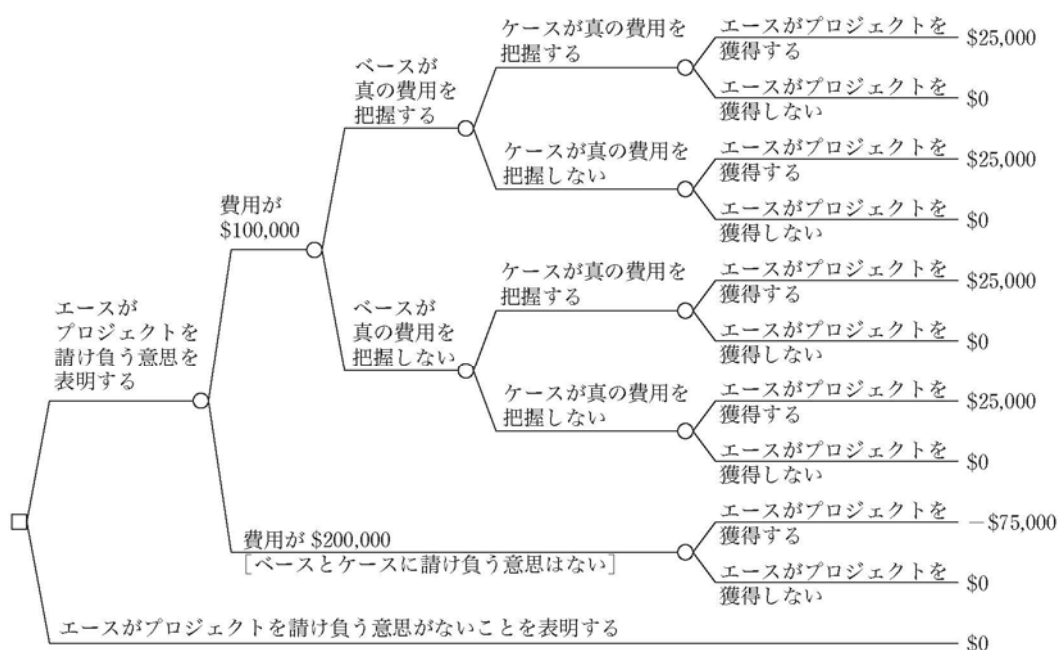 ケースが真の費用を
把握する
エースがプロジェクトを
獲得する
$25,000
エースがプロジェクトを
獲得しない
$0
ベースが
真の費用を
把握する
ケースが真の費用を
把握しない
エースがプロジェクトを
獲得する
$25,000
エースがプロジェクトを
獲得しない
$0
費用が
$100,000
ケースが真の費用を
把握する
エースがプロジェクトを
獲得する
$25,000
エースがプロジェクトを
獲得しない
$0
ベースが
真の費用を
把握しない
ケースが真の費用を
把握しない
エースがプロジェクトを
獲得する
$25,000
エースがプロジェクトを
獲得しない
$0
エースが
プロジェクトを
請け負う意思を
表明する
費用が $200,000
[ベースとケースに請け負う意思はない]
エースがプロジェクトを
獲得する
−$75,000
エースがプロジェクトを
獲得しない
$0
エースがプロジェクトを請け負う意思がないことを表明する
$0